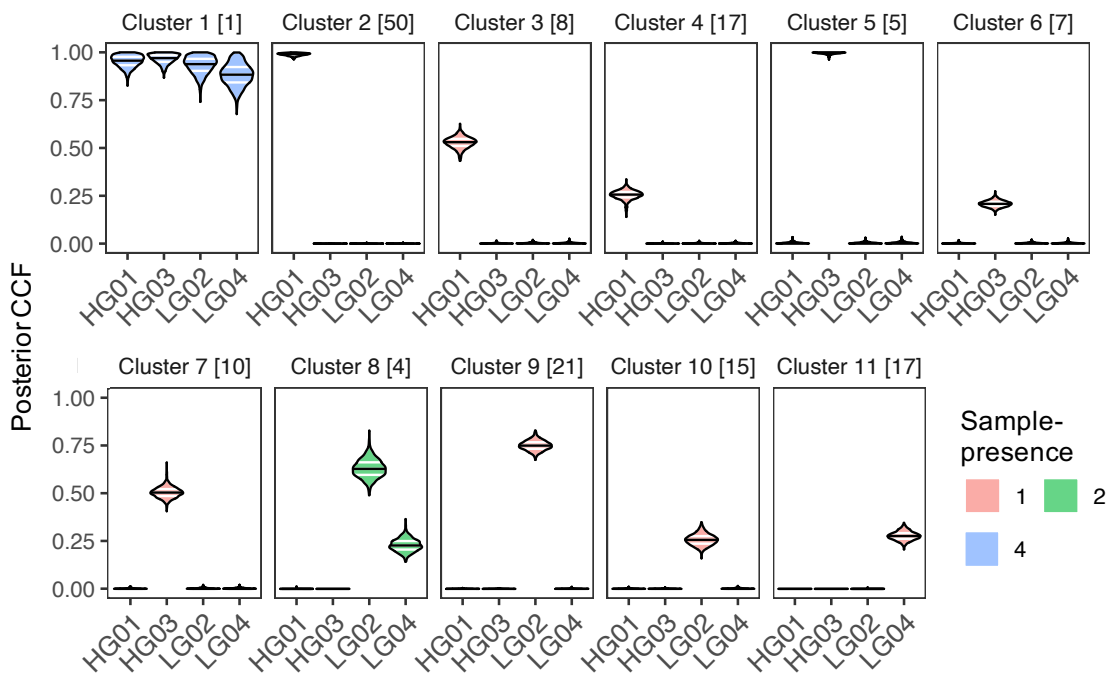 Cluster 1 [1] Cluster 2 [50] Cluster 3 [8] Cluster 4 [17] Cluster 5 [5] Cluster 6 [7]
1.00
0.75
0.50
0.25
0.00
HG01 HG03 LG02 LG04 HG01 HG03 LG02 LG04 HG01 HG03 LG02 LG04 HG01 HG03 LG02 LG04 HG01 HG03 LG02 LG04 HG01 HG03 LG02 LG04
Posterior CCF
Cluster 7 [10] Cluster 8 [4] Cluster 9 [21] Cluster 10 [15] Cluster 11 [17]
1.00
0.75
0.50
0.25
0.00
HG01 HG03 LG02 LG04 HG01 HG03 LG02 LG04 HG01 HG03 LG02 LG04 HG01 HG03 LG02 LG04 HG01 HG03 LG02 LG04
Sample-
presence
1 2
4